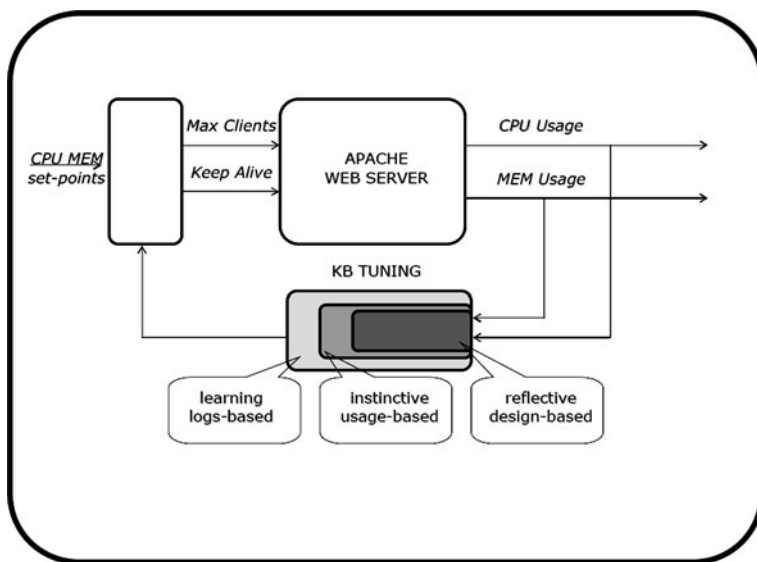 Max Clients
CPU Usage
CPU MEM
set-points
APACHE
WEB SERVER
Keep Alive
MEM Usage
KB TUNING
learning
logs-based
instinctive
usage-based
reflective
design-based